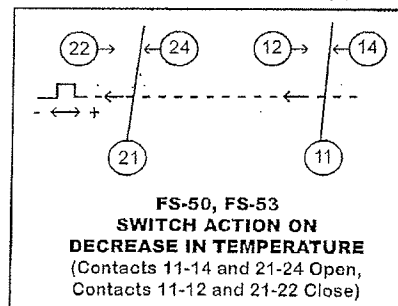 22 24 12 14
- +
21 11
FS-50, FS-53
SWITCH ACTION ON
DECREASE IN TEMPERATURE
(Contacts 11-14 and 21-24 Open,
Contacts 11-12 and 21-22 Close)